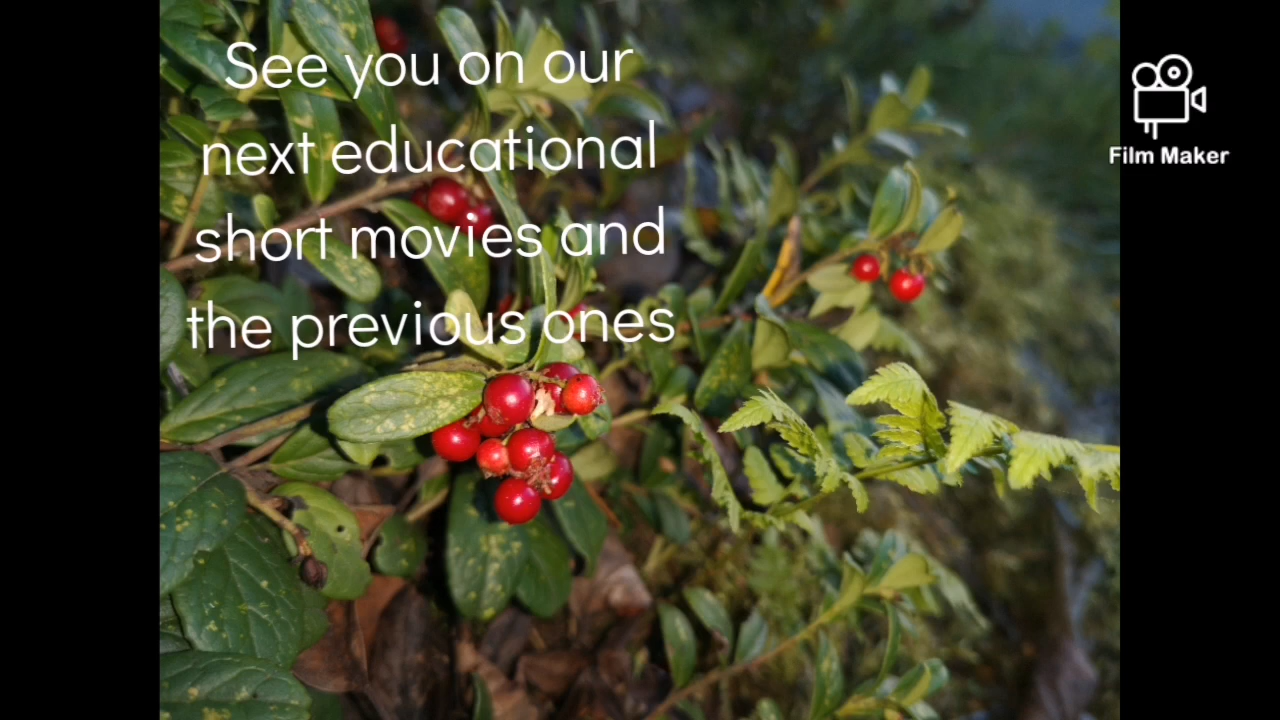 See you on our
next educational
short movies and
the previous ones
Film Maker